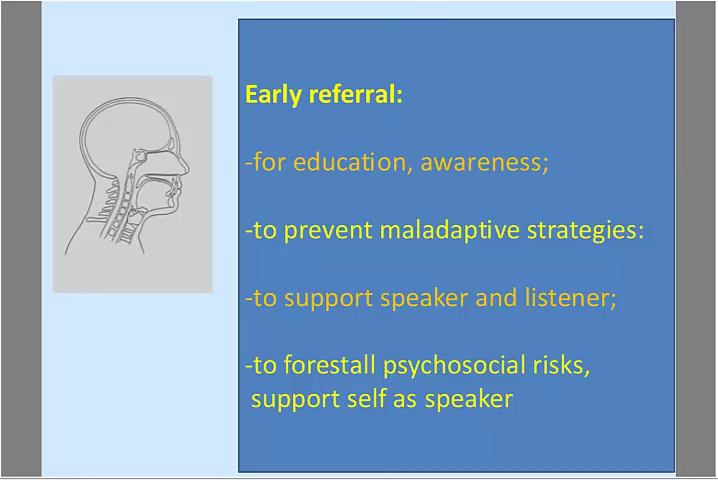 Early referral:
-for education, awareness;
-to prevent maladaptive strategies:
-to support speaker and listener;
-to forestall psychosocial risks,
support self as speaker